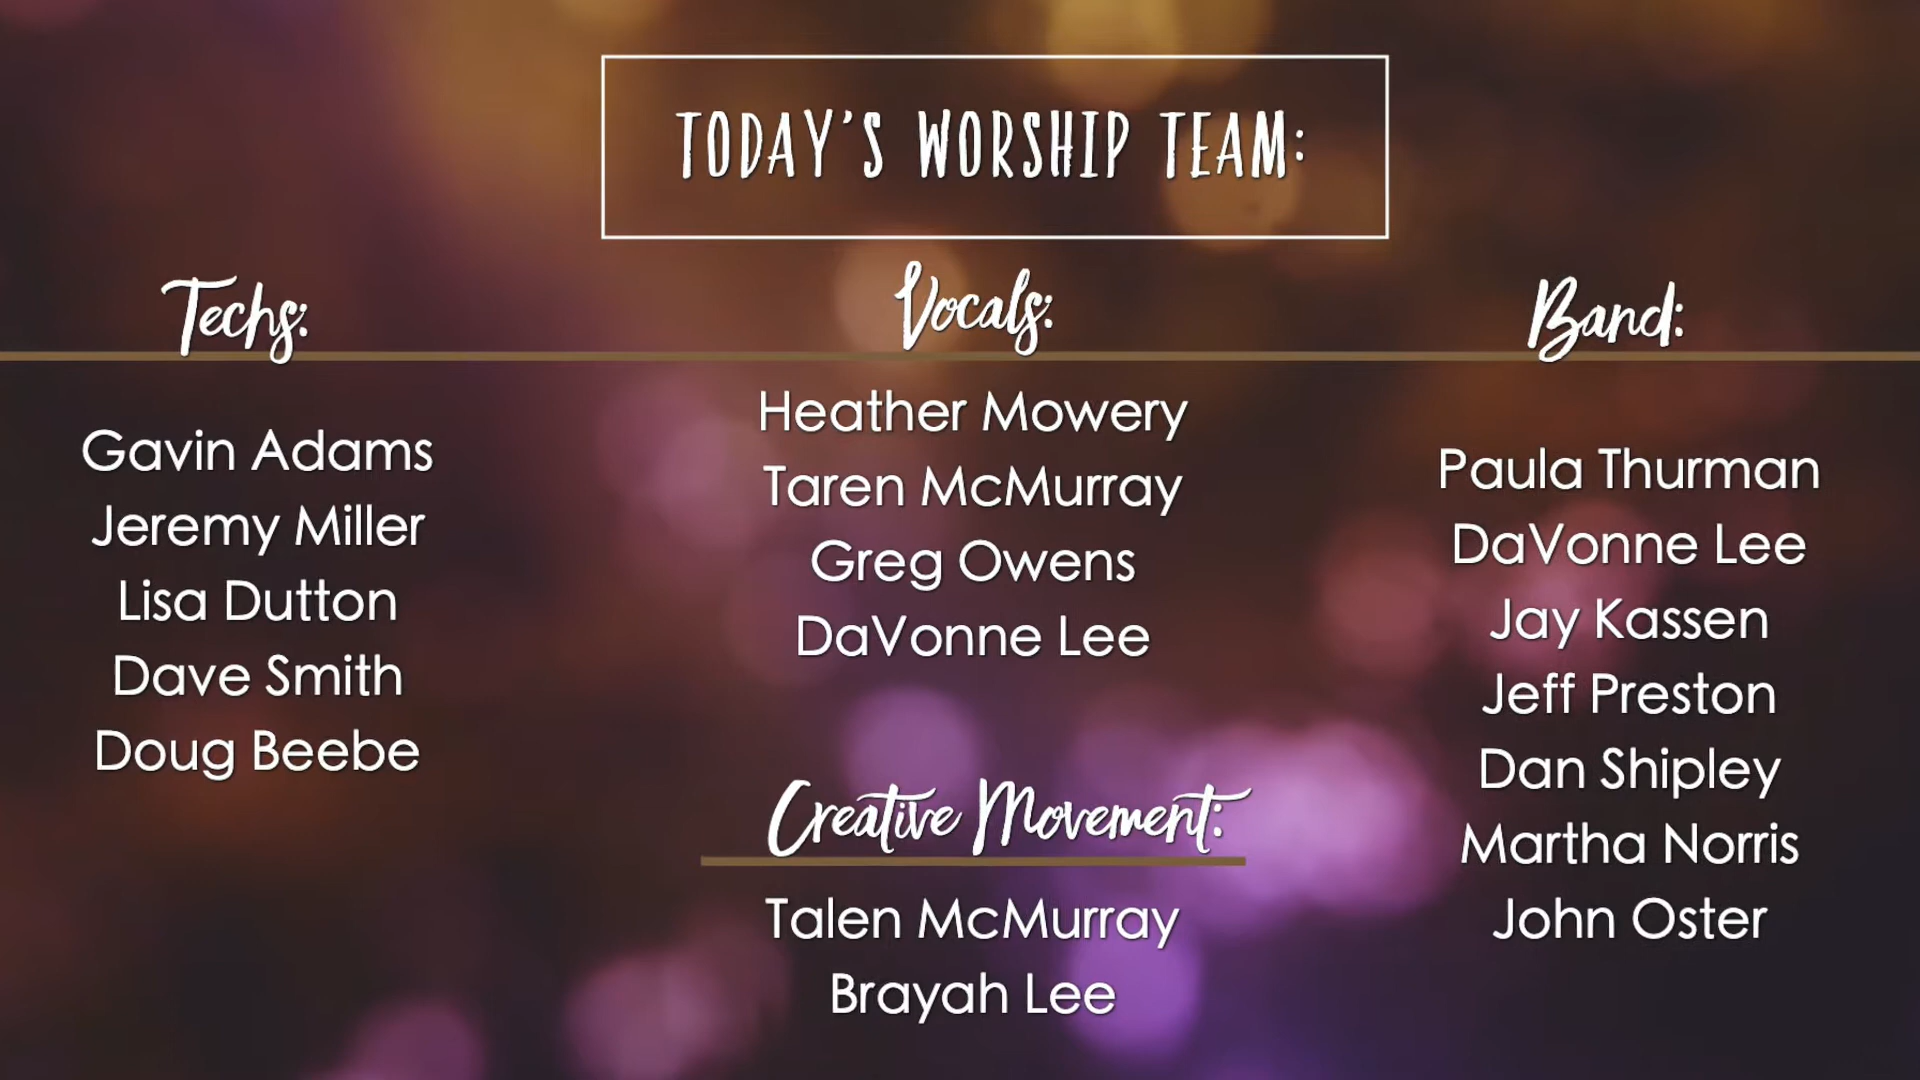 TODAY'S WORSHIP TEAM:
Techs:
Gavin Adams
Jeremy Miller
Lisa Dutton
Dave Smith
Doug Beebe
Vocals:
Heather Mowery
Taren McMurray
Greg Owens
DaVonne Lee
Creative Movement:
Talen McMurray
Brayah Lee
Band:
Paula Thurman
DaVonne Lee
Jay Kassen
Jeff Preston
Dan Shipley
Martha Norris
John Oster